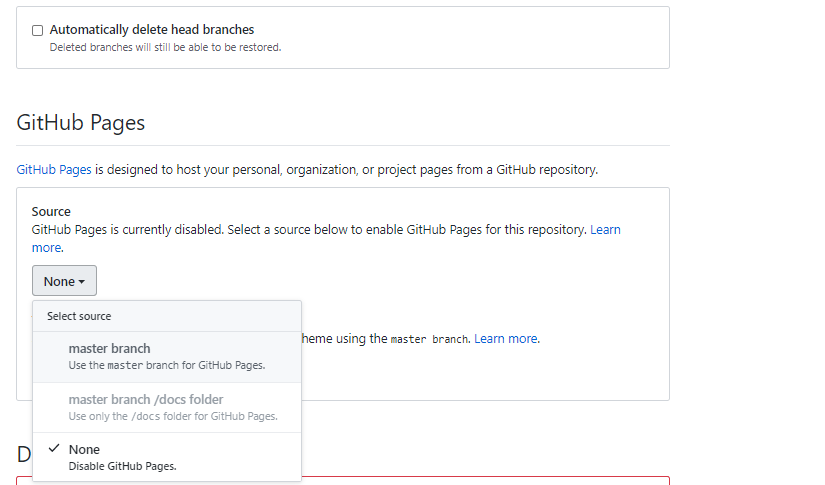 Automatically delete head branches
Deleted branches will still be able to be restored.
GitHub Pages
GitHub Pages is designed to host your personal, organization, or project pages from a GitHub repository.
Source
GitHub Pages is currently disabled. Select a source below to enable GitHub Pages for this repository. Learn
more.
None
Select source
heme using the master branch. Learn more.
master branch
Use the master branch for GitHub Pages.
master branch /docs folder
Use only the /docs folder for GitHub Pages.
None
D
Disable GitHub Pages.